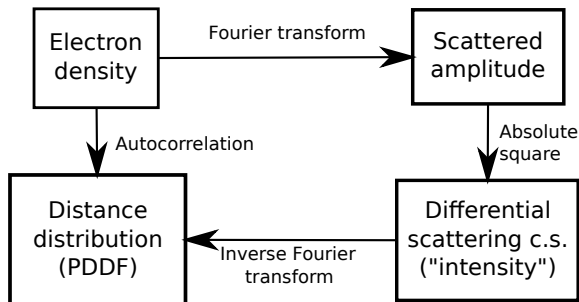 Electron
density
Fourier transform
Scattered
amplitude
Autocorrelation
Absolute
square
Distance
distribution
(PDDF)
Inverse Fourier
transform
Differential
scattering c.s.
("intensity")